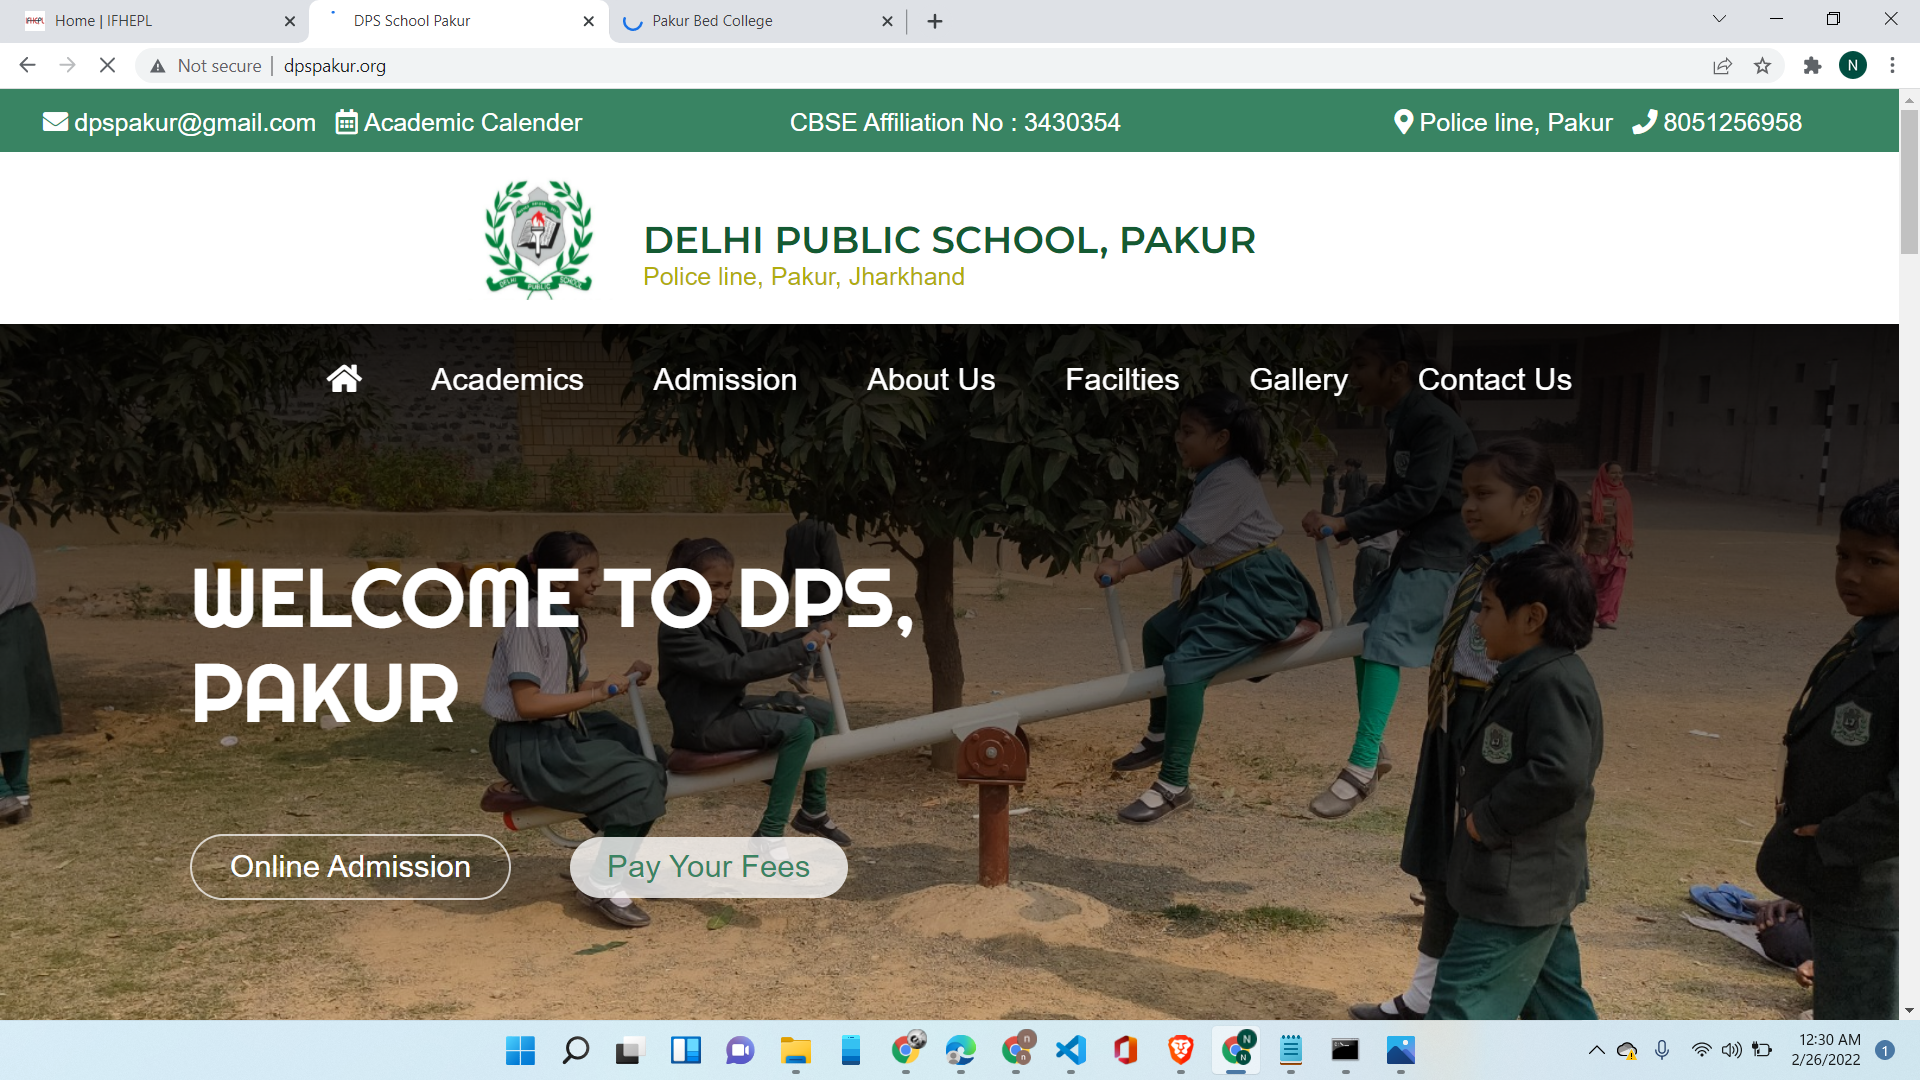 Home | IFHEPL
DPS School Pakur
Pakur Bed College
Not secure
dpspakur.org
N
dpspakur@gmail.com
Academic Calender
CBSE Affiliation No : 3430354
Police line, Pakur
8051256958
DELHI PUBLIC SCHOOL
DELHI PUBLIC SCHOOL, PAKUR
Police line, Pakur, Jharkhand
Academics
Admission
About Us
Facilties
Gallery
Contact Us
WELCOME TO DPS,
PAKUR
Online Admission
Pay Your Fees
n
n
N
N
12:30 AM
2/26/2022
1